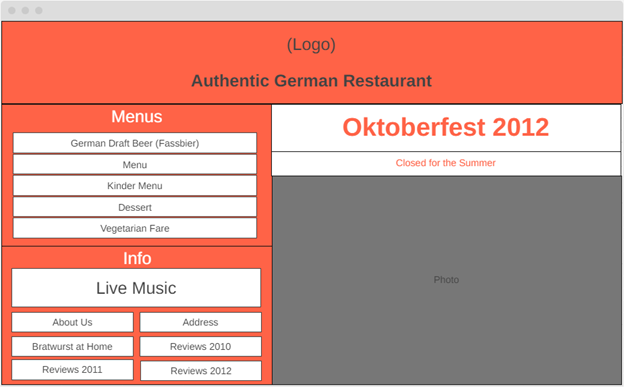 (Logo)
Authentic German Restaurant
Menus
German Draft Beer (Fassbier)
Menu
Kinder Menu
Dessert
Vegetarian Fare
Info
Live Music
About Us
Address
Bratwurst at Home
Reviews 2010
Reviews 2011
Reviews 2012
Oktoberfest 2012
Closed for the Summer
Photo